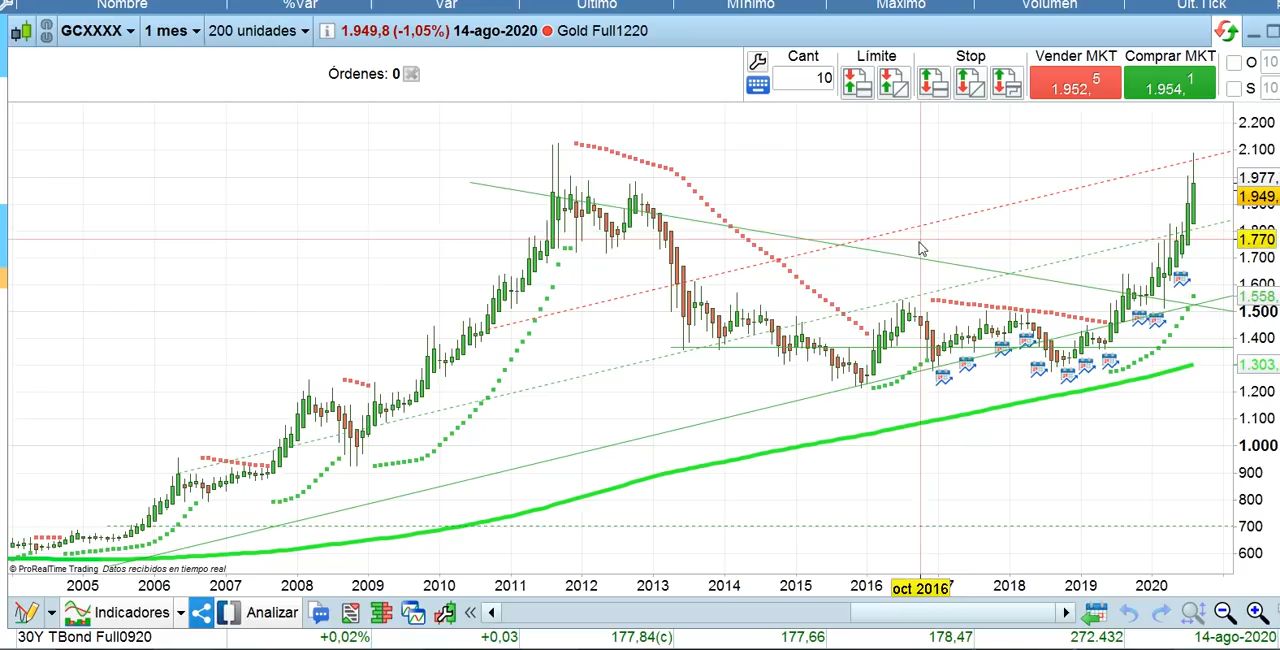 Nombre %Var Var Último Mínimo Máximo Volumen Ult.Tick
GCXXXX 1 mes 200 unidades 1.949,8 (-1,05%) 14-ago-2020 Gold Full1220
Órdenes: 0
Cant Límite Stop Vender MKT Comprar MKT O 10
10 1.952, 5 1.954, 1 S 10
2.200
2.100
1.977,
1.949,
1.770
1.700
1.558,
1.500
1.400
1.303,
1.200
1.100
1.000
900
800
700
600
© ProRealTime Trading Datos recibidos en tiempo real
2005 2006 2007 2008 2009 2010 2011 2012 2013 2014 2015 2016 oct 2016 2018 2019 2020
Indicadores Analizar
30Y TBond Full0920 +0,02% +0,03 177,84(c) 177,66 178,47 272.432 14-ago-2020